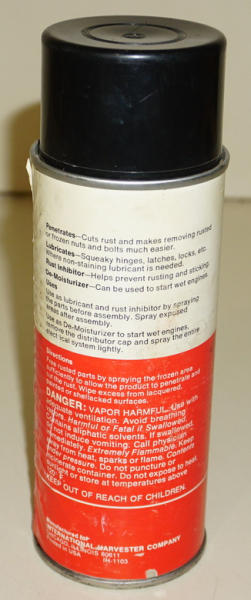 Penetrates—Cuts rust and makes removing rusted
or frozen nuts and bolts much easier.
Lubricates—Squeaky hinges, latches, locks, etc.
where non-staining lubricant is needed.
Rust Inhibitor—Helps prevent rusting and sticking.
De-Moisturizer—Can be used to start wet engines.
Uses
Use as lubricant and rust inhibitor by spraying
the parts before assembly. Spray exposed
areas after assembly.
Use as De-Moisturizer to start wet engines,
remove the distributor cap and spray the entire
system lightly.
Directions
rusted parts by spraying the frozen area
sufficiently to allow the product to penetrate and
the rust. Wipe excess from lacquered,
or shellacked surfaces.
DANGER: VAPOR HARMFUL. Use with
adequate ventilation. Avoid breathing
vapors. Harmful or Fatal if Swallowed.
Contains aliphatic solvents. If swallowed,
do not induce vomiting. Call physician
immediately. Extremely Flammable. Keep
away from heat, sparks or flame. Contents
under pressure. Do not puncture or
incinerate container. Do not expose to heat
or store at temperatures above
KEEP OUT OF REACH OF CHILDREN.
Manufactured for
INTERNATIONAL HARVESTER COMPANY
CHICAGO, ILLINOIS 60611
MADE IN USA IH-1103